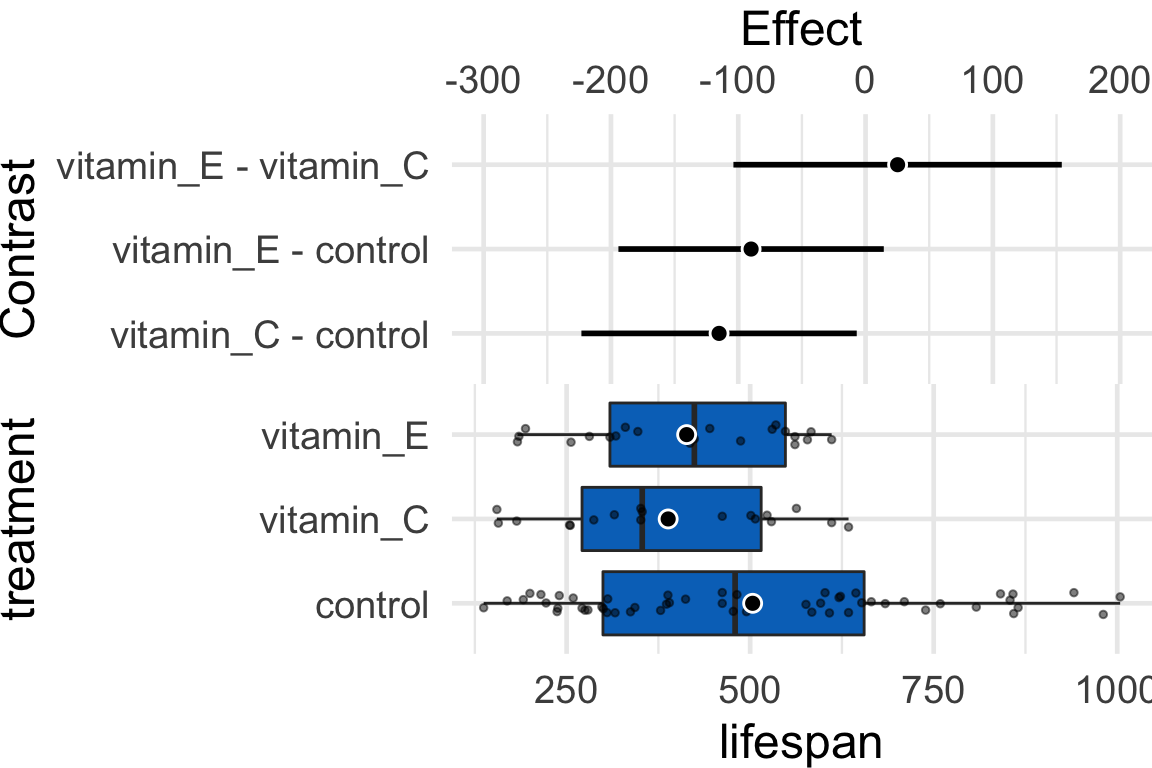 Effect
-300 -200 -100 0 100 200
Contrast
vitamin_E - vitamin_C
vitamin_E - control
vitamin_C - control
treatment
vitamin_E
vitamin_C
control
250 500 750 1000
lifespan